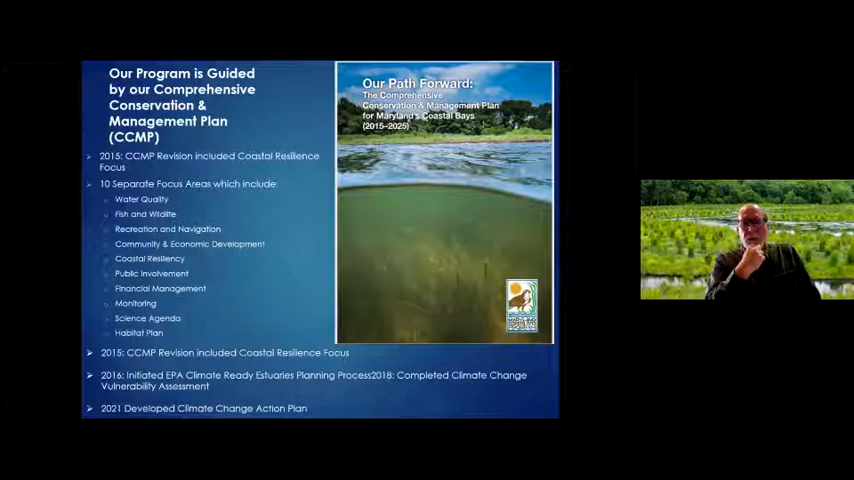 Our Program is Guided
by our Comprehensive
Conservation &
Management Plan
(CCMP)
2015: CCMP Revision included Coastal Resilience
Focus
10 Separate Focus Areas which include:
Water Quality
Fish and Wildlife
Recreation and Navigation
Community & Economic Development
Coastal Resiliency
Public Involvement
Financial Management
Monitoring
Science Agenda
Habitat Plan
2015: CCMP Revision included Coastal Resilience Focus
2016: Initiated EPA Climate Ready Estuaries Planning Process2018: Completed Climate Change
Vulnerability Assessment
2021 Developed Climate Change Action Plan
Our Path Forward:
The Comprehensive
Conservation & Management Plan
for Maryland's Coastal Bays
(2015-2025)